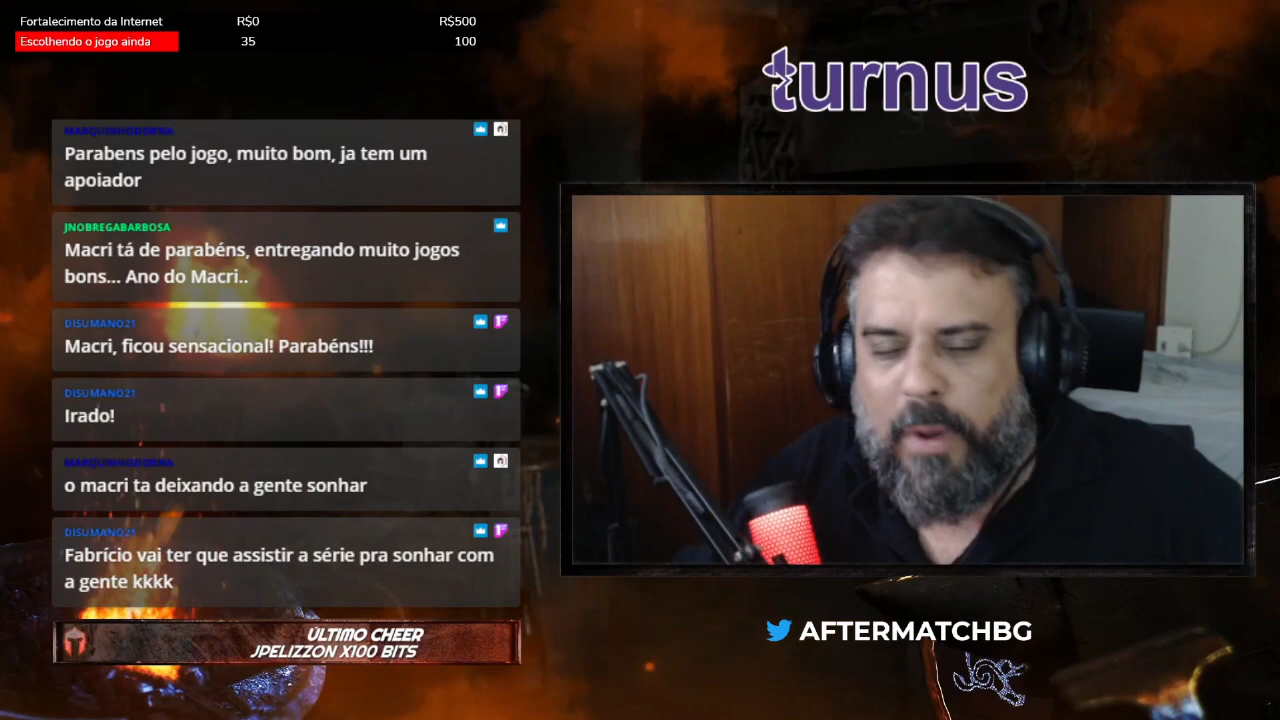 Fortalecimento da Internet R$0 R$500
Escolhendo o jogo ainda 35 100
turnus
MARQUINHODORNA
Parabens pelo jogo, muito bom, ja tem um
apoiador
JNOBREGABARBOSA
Macri tá de parabéns, entregando muito jogos
bons... Ano do Macri..
DISUMANO21
Macri, ficou sensacional! Parabéns!!!
DISUMANO21
Irado!
MARQUINHODORNA
o macri ta deixando a gente sonhar
DISUMANO21
Fabrício vai ter que assistir a série pra sonhar com
a gente kkkk
ÚLTIMO CHEER
JPELIZZON X100 BITS
AFTERMATCHBG